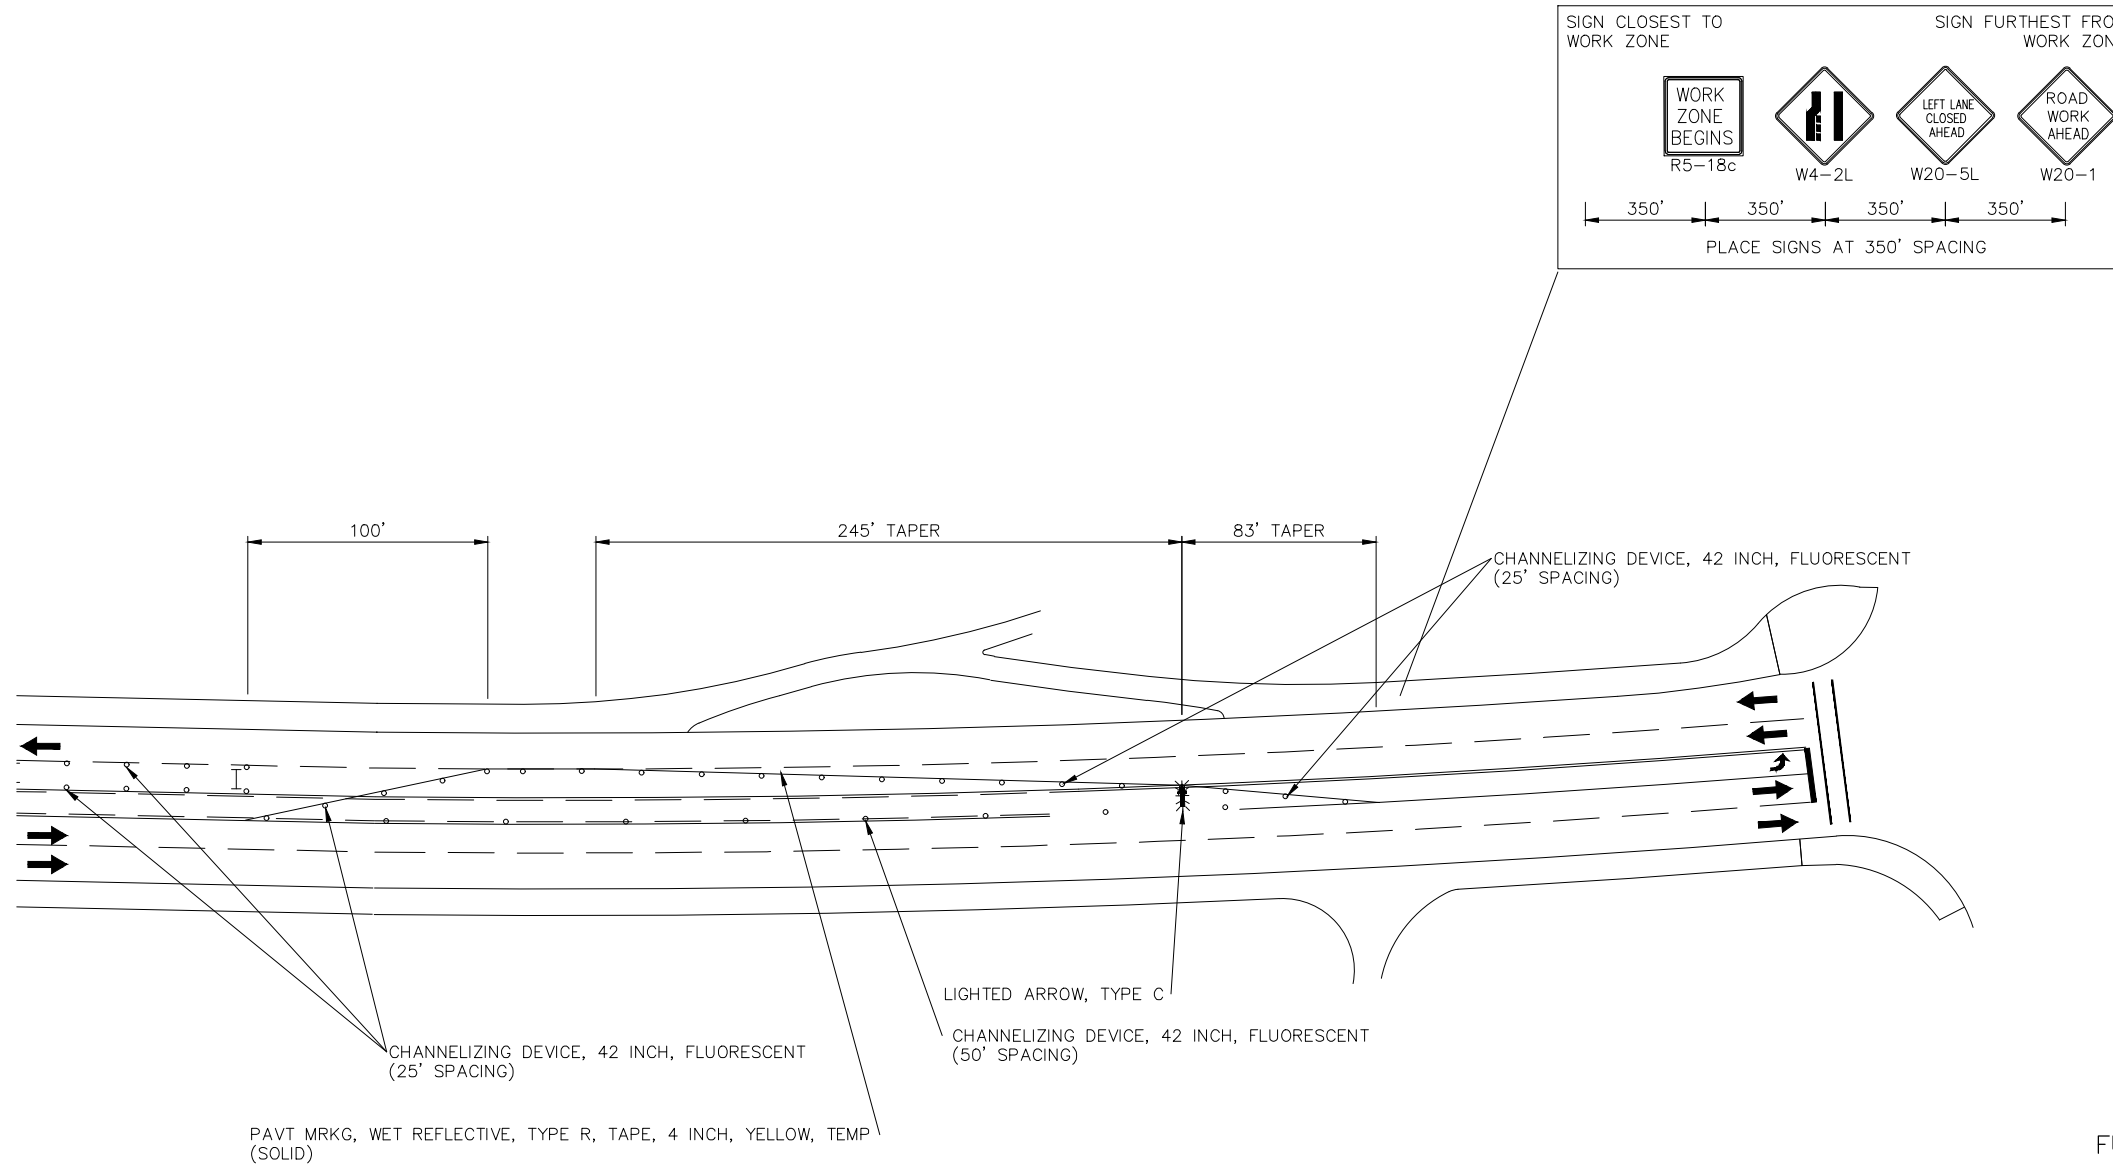 SIGN CLOSEST TO
WORK ZONE
SIGN FURTHEST FRO
WORK ZON
WORK
ZONE
BEGINS
R5-18c
W4-2L
LEFT LANE
CLOSED
AHEAD
W20-5L
ROAD
WORK
AHEAD
W20-1
350' 350' 350' 350'
PLACE SIGNS AT 350' SPACING
100'
245' TAPER
83' TAPER
CHANNELIZING DEVICE, 42 INCH, FLUORESCENT
(25' SPACING)
LIGHTED ARROW, TYPE C
CHANNELIZING DEVICE, 42 INCH, FLUORESCENT
(50' SPACING)
CHANNELIZING DEVICE, 42 INCH, FLUORESCENT
(25' SPACING)
PAVT MRKG, WET REFLECTIVE, TYPE R, TAPE, 4 INCH, YELLOW, TEMP
(SOLID)